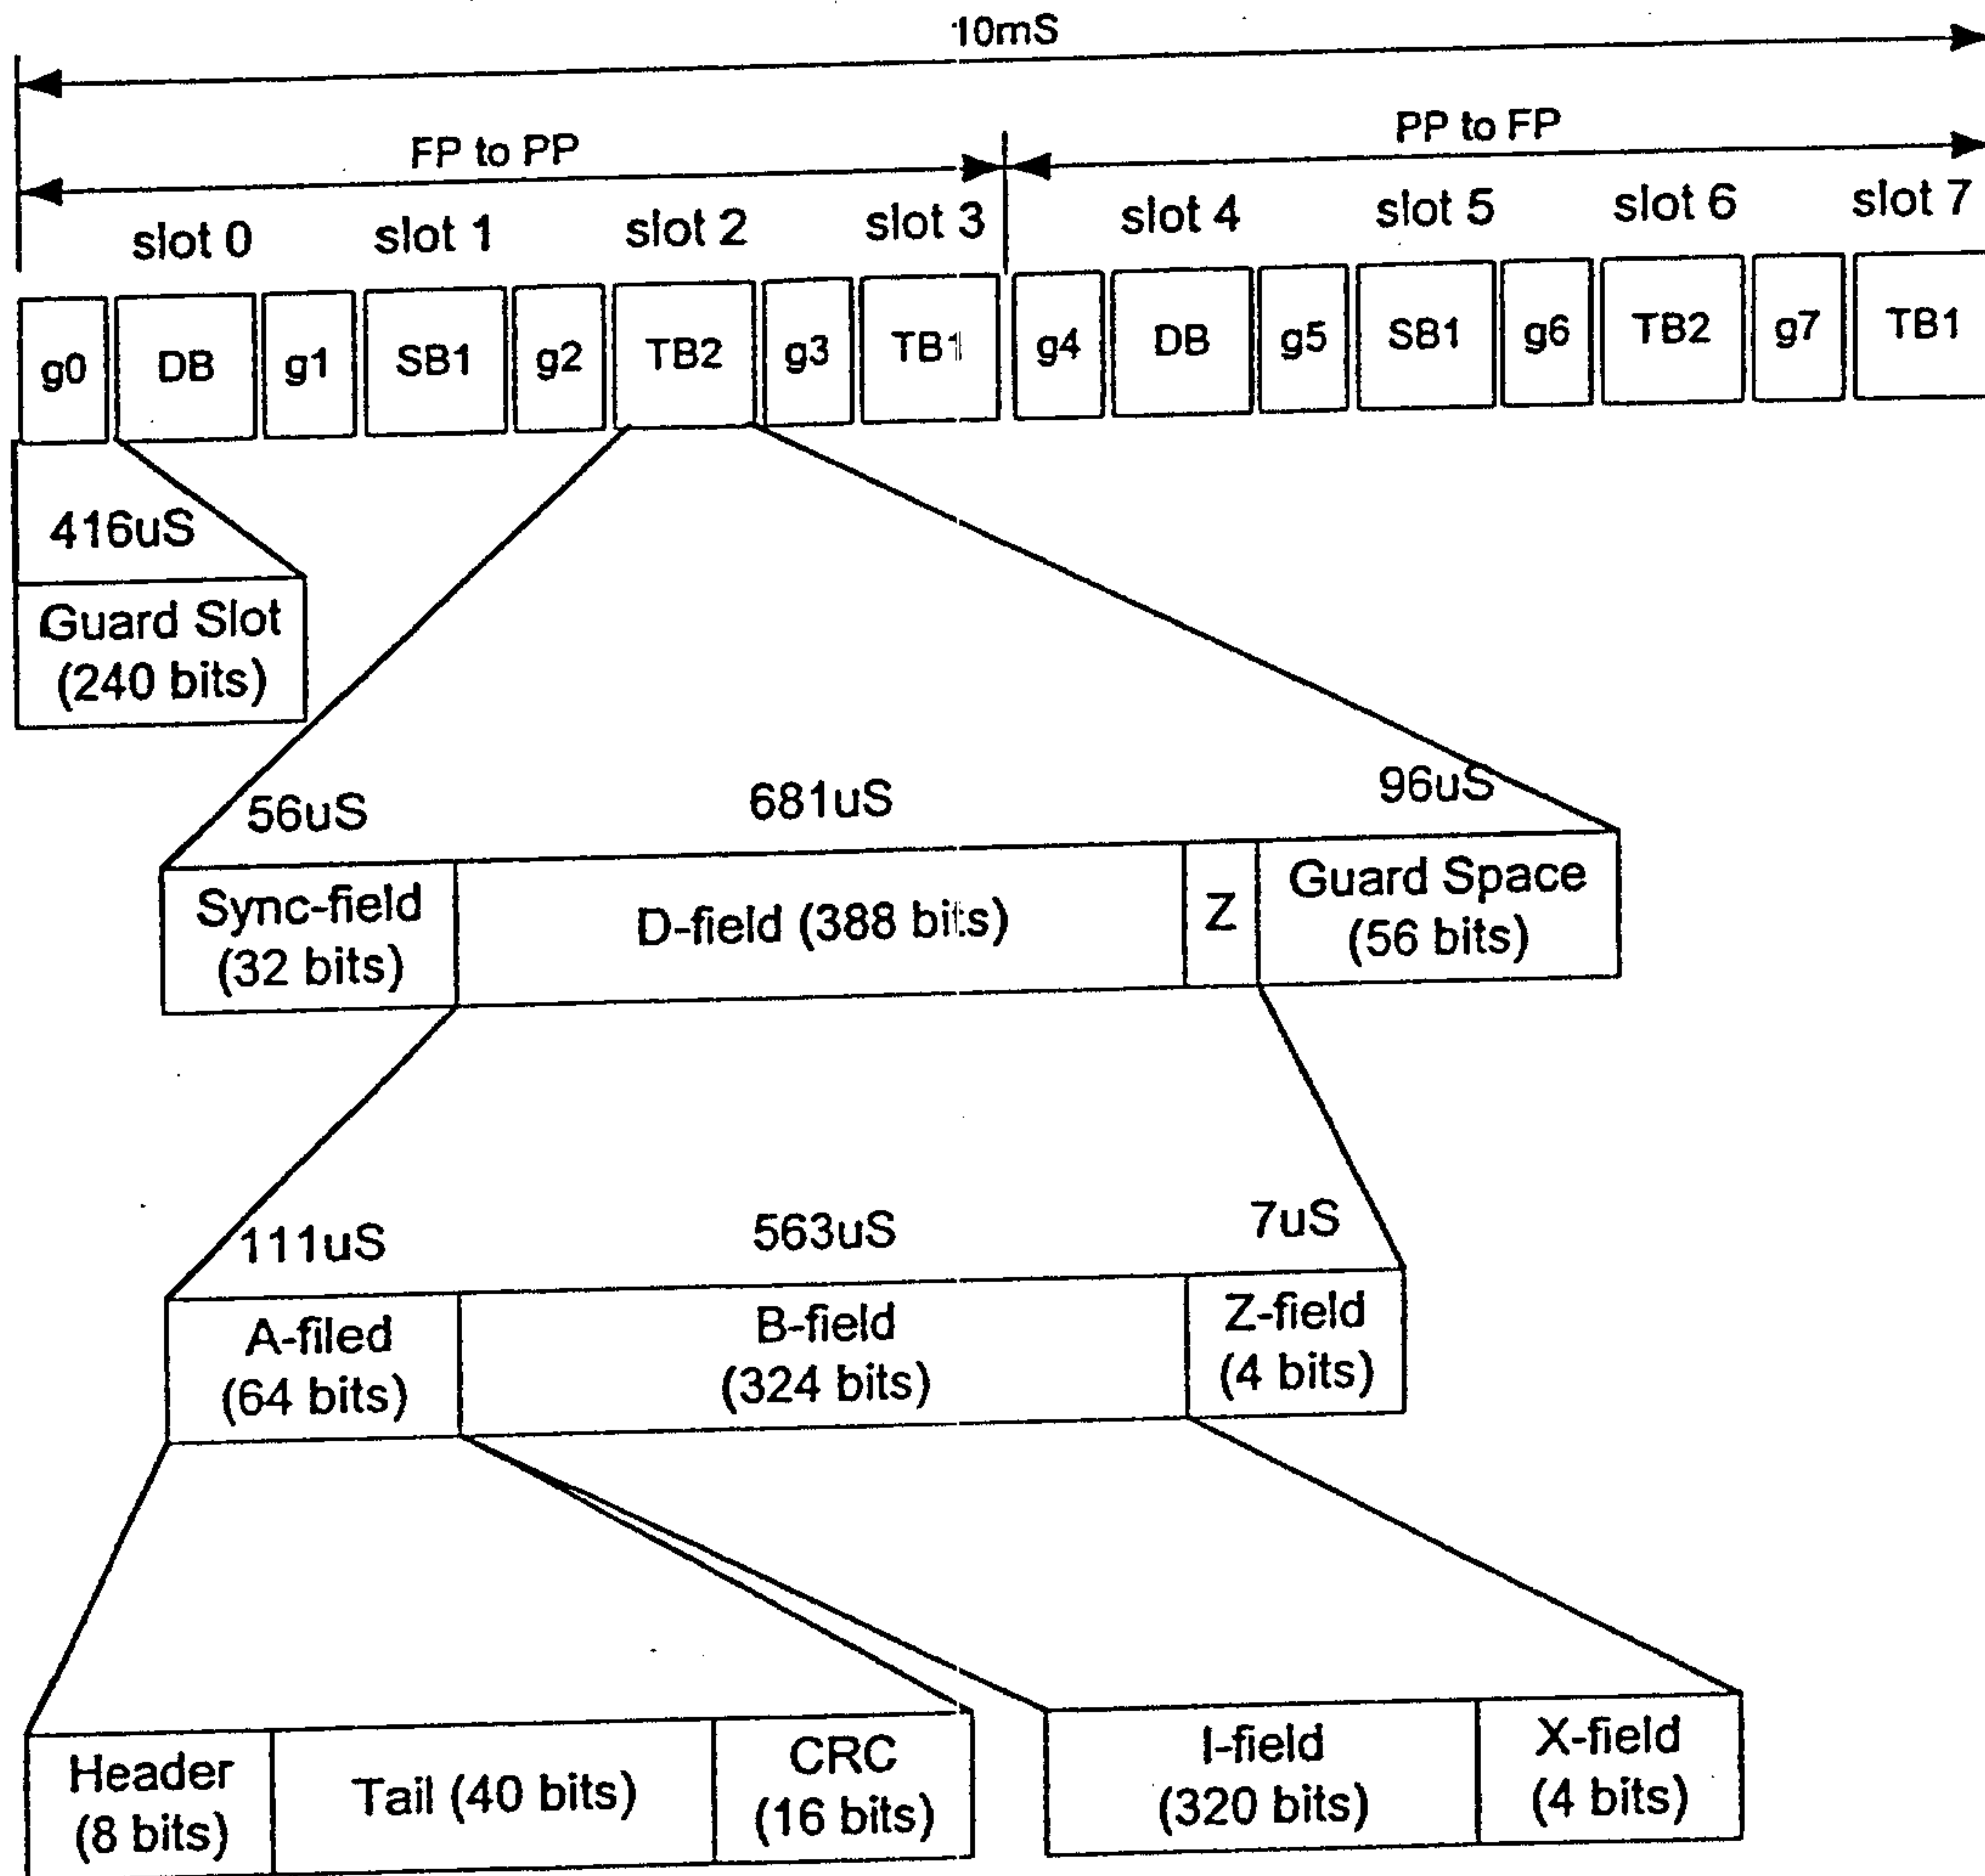 10mS
FP to PP
PP to FP
slot 0 slot 1 slot 2 slot 3 slot 4 slot 5 slot 6 slot 7
g0 DB g1 SB1 g2 TB2 g3 TB1 g4 DB g5 SB1 g6 TB2 g7 TB1
416uS
Guard Slot
(240 bits)
56uS 681uS 96uS
Sync-field
(32 bits)
D-field (388 bits)
Z
Guard Space
(56 bits)
111uS 563uS 7uS
A-filed
(64 bits)
B-field
(324 bits)
Z-field
(4 bits)
Header
(8 bits)
Tail (40 bits)
CRC
(16 bits)
I-field
(320 bits)
X-field
(4 bits)